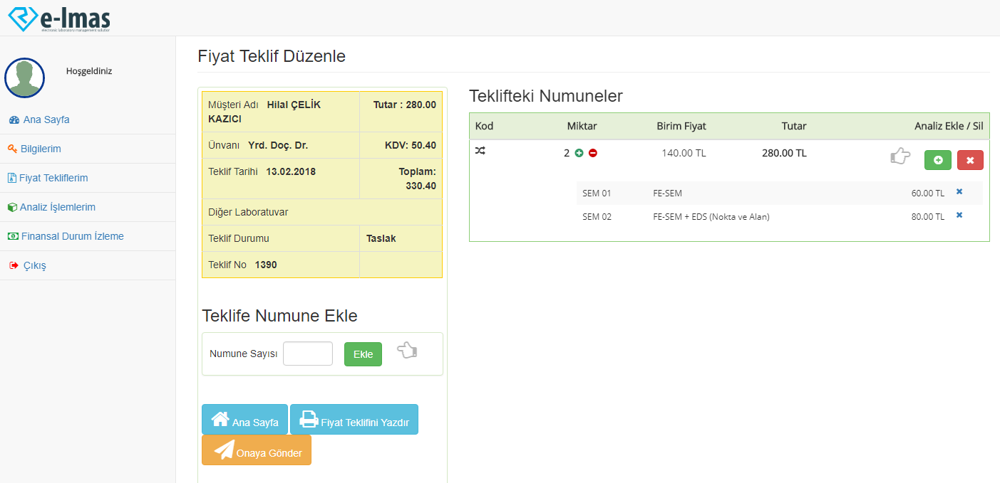 e-lmas
electronic laboratory management solution
Hoşgeldiniz
Ana Sayfa
Bilgilerim
Fiyat Tekliflerim
Analiz İşlemlerim
Finansal Durum İzleme
Çıkış
Fiyat Teklif Düzenle
Müşteri Adı Hilal ÇELİK
KAZICI
Tutar : 280.00
Ünvanı Yrd. Doç. Dr.
KDV: 50.40
Teklif Tarihi 13.02.2018
Toplam:
330.40
Diğer Laboratuvar
Teklif Durumu Taslak
Teklif No 1390
Teklife Numune Ekle
Numune Sayısı Ekle
Ana Sayfa Fiyat Teklifini Yazdır
Onaya Gönder
Teklifteki Numuneler
Kod Miktar Birim Fiyat Tutar Analiz Ekle / Sil
2 140.00 TL 280.00 TL
SEM 01 FE-SEM 60.00 TL
SEM 02 FE-SEM + EDS (Nokta ve Alan) 80.00 TL